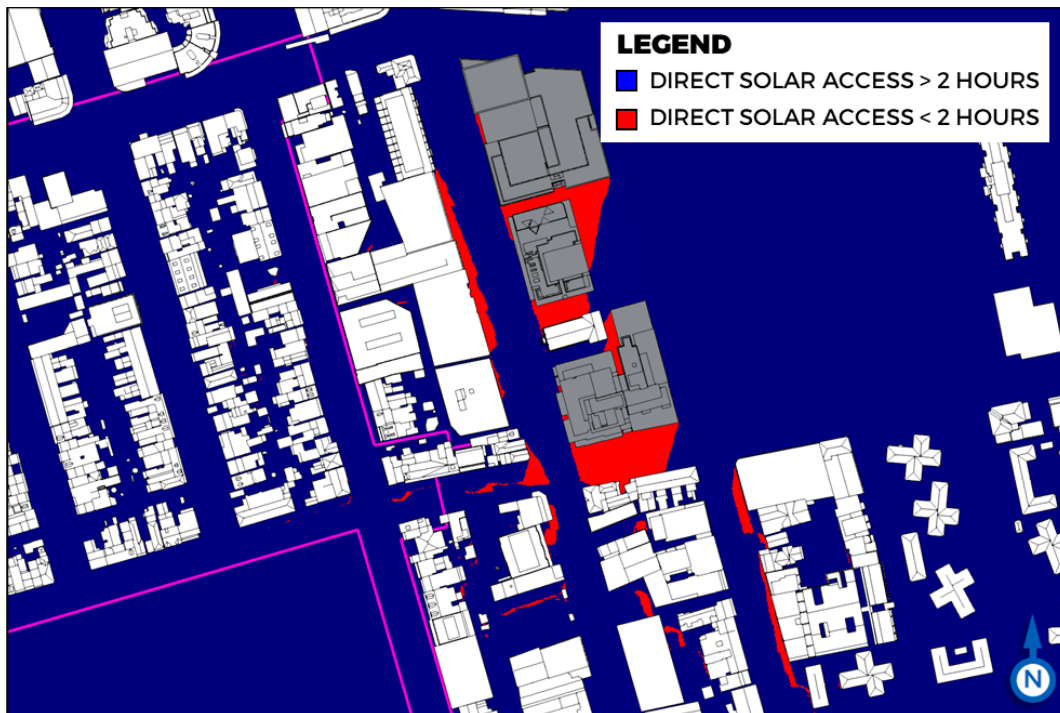 LEGEND
DIRECT SOLAR ACCESS > 2 HOURS
DIRECT SOLAR ACCESS < 2 HOURS
N